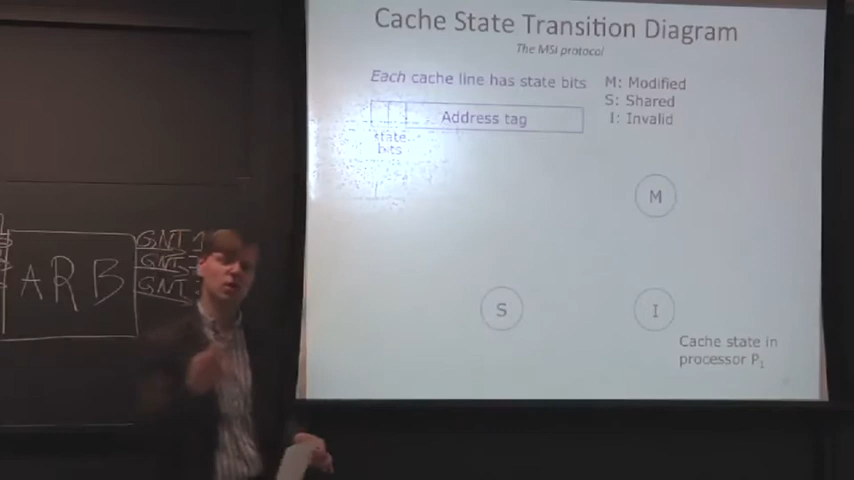 Cache State Transition Diagram
The MSI protocol
Each cache line has state bits
M: Modified
S: Shared
I: Invalid
Address tag
state
bits
M
S
I
Cache state in
processor P1
ARB
GNT 1
GNT
GNT